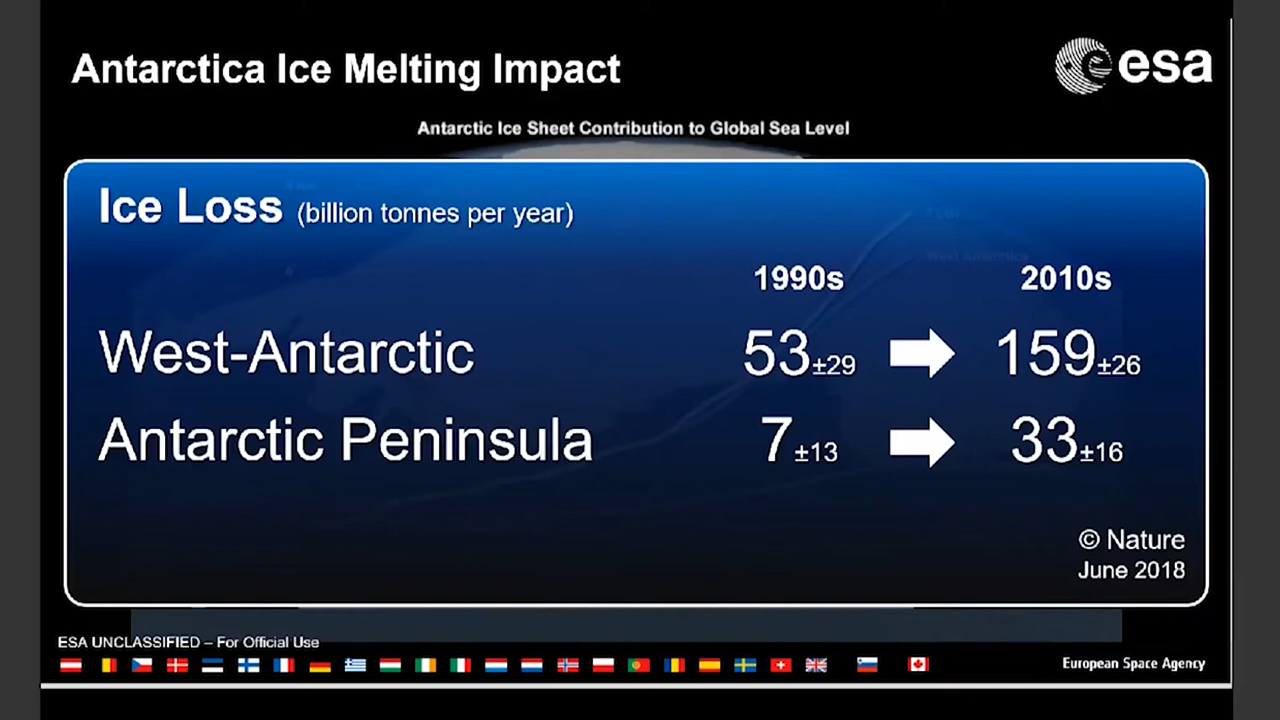 Antarctica Ice Melting Impact
esa
Antarctic Ice Sheet Contribution to Global Sea Level
Ice Loss (billion tonnes per year)
1990s 2010s
West-Antarctic 53±29 159±26
Antarctic Peninsula 7±13 33±16
© Nature
June 2018
ESA UNCLASSIFIED – For Official Use
European Space Agency